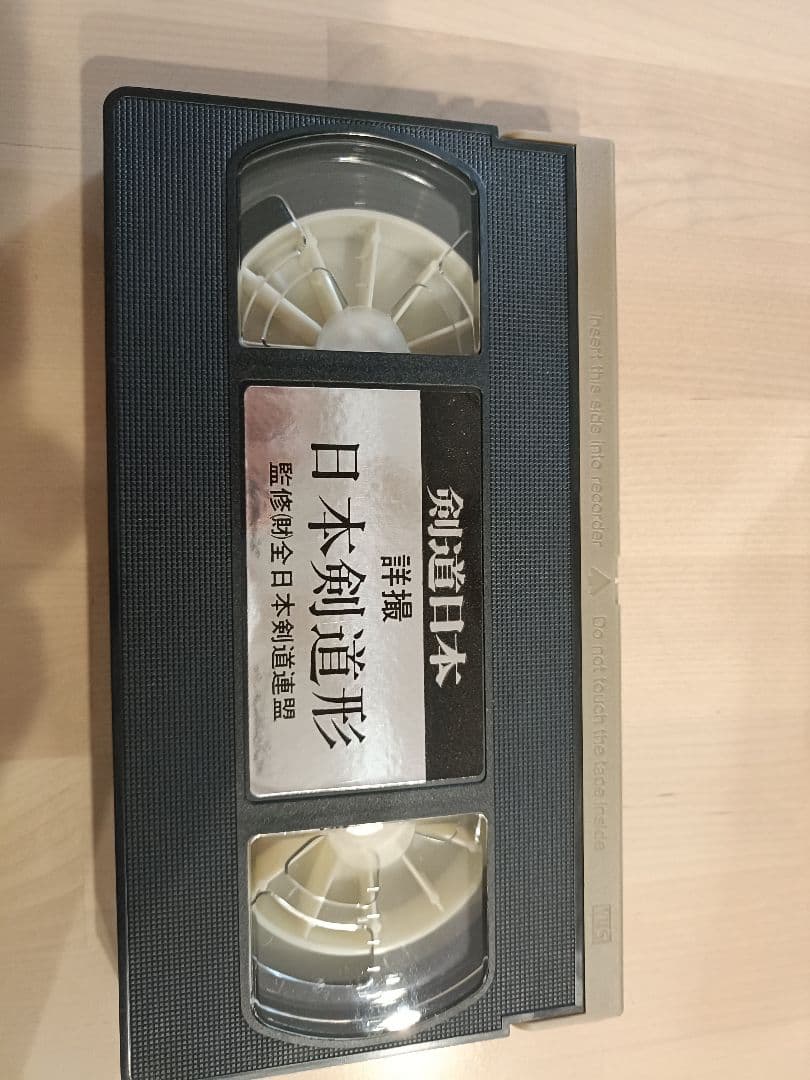 剣道日本
詳撮
日本剣道形
監修(財)全日本剣道連盟
Insert this side into recorder △ Do not touch the tape inside
VHS